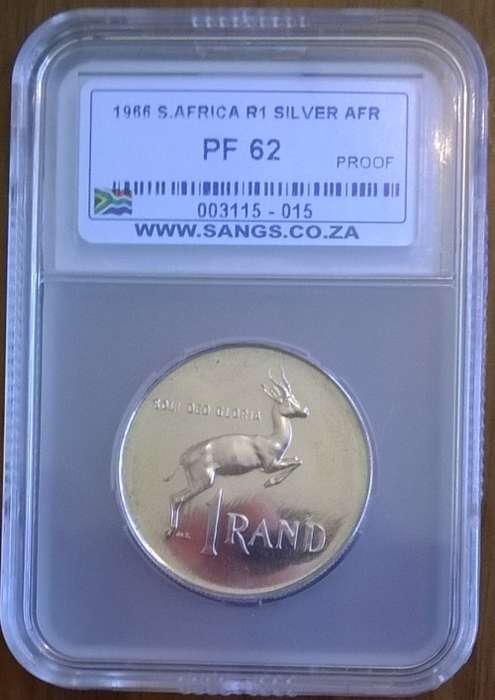 1966 S.AFRICA R1 SILVER AFR
PF 62
PROOF
003115 - 015
WWW.SANGS.CO.ZA
SOLI DEO GLORIA
1 RAND